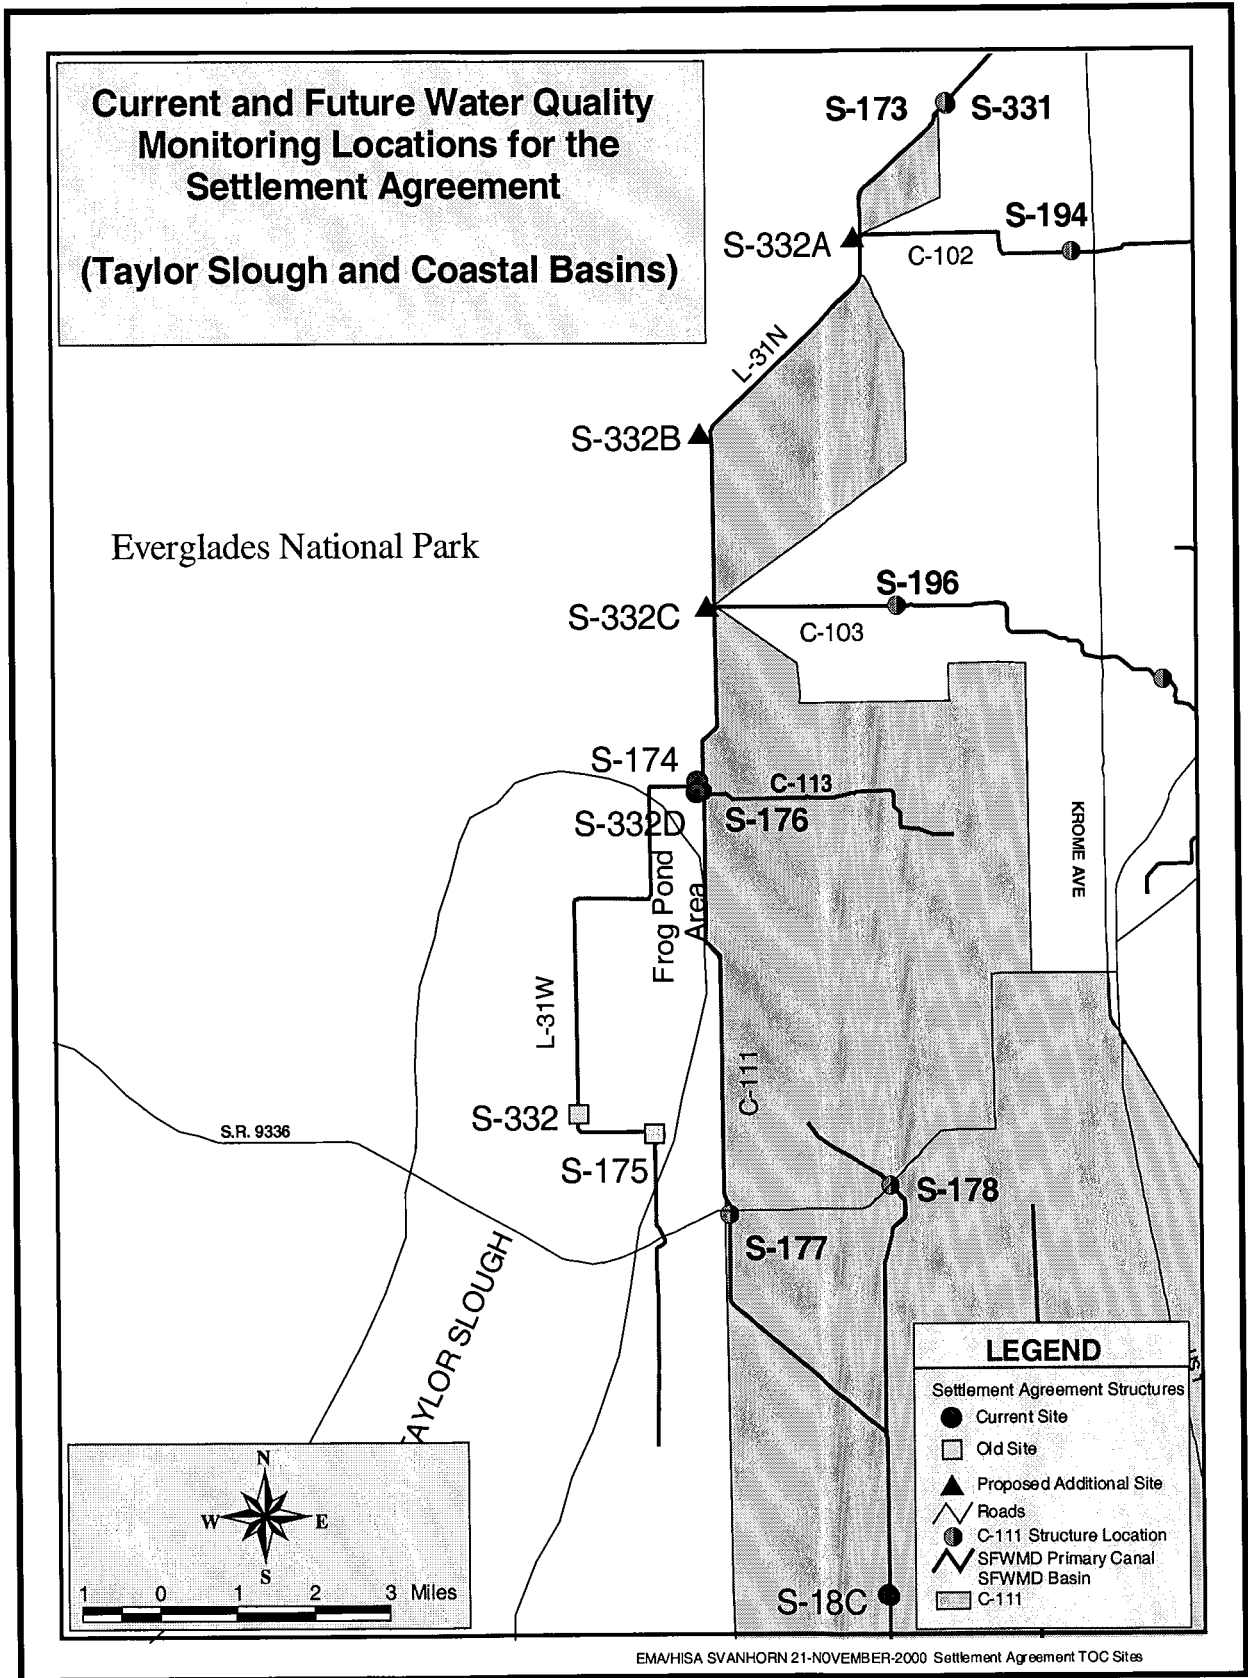 Current and Future Water Quality
Monitoring Locations for the
Settlement Agreement
(Taylor Slough and Coastal Basins)
S-173
S-331
S-194
S-332A
C-102
L-31N
S-332B
Everglades National Park
S-196
S-332C
C-103
S-174
C-113
S-332D
S-176
KROME AVE
Frog Pond
Area
L-31W
C-111
S-332
S.R. 9336
S-175
S-178
S-177
AYLOR SLOUGH
LEGEND
Settlement Agreement Structures
Current Site
Old Site
Proposed Additional Site
Roads
C-111 Structure Location
SFWMD Primary Canal
SFWMD Basin
C-111
N
W
E
S
1 0 1 2 3 Miles
S-18C
EMA/HISA SVANHORN 21-NOVEMBER-2000 Settlement Agreement TOC Sites